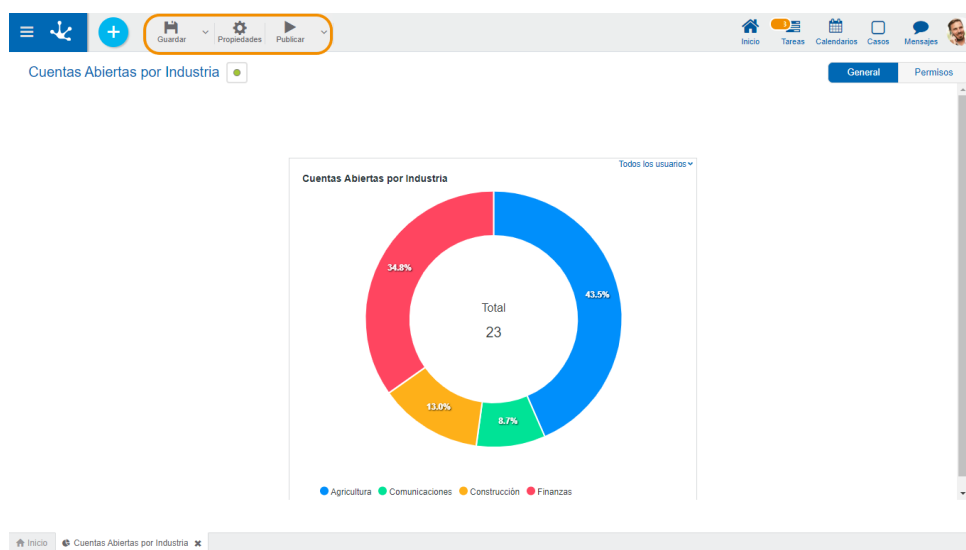 Guardar
Propiedades
Publicar
1
Inicio
Tareas
Calendarios
Casos
Mensajes
Cuentas Abiertas por Industria
General
Permisos
Todos los usuarios
Cuentas Abiertas por Industria
34.8%
43.5%
Total
23
13.0%
8.7%
Agricultura Comunicaciones Construcción Finanzas
Inicio
Cuentas Abiertas por Industria